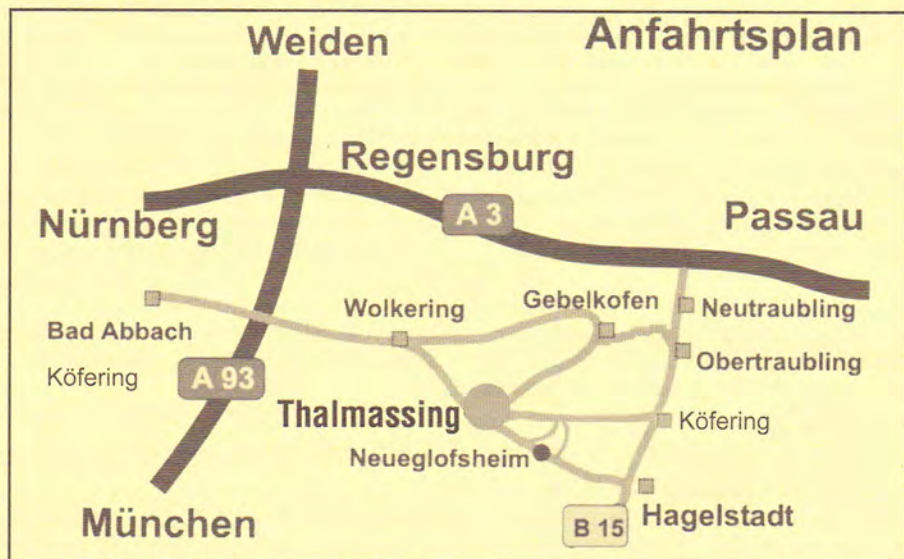 Anfahrtsplan
Weiden
Regensburg
A 3
Nürnberg
Passau
Bad Abbach
Wolkering
Gebelkofen
Neutraubling
Obertraubling
Köfering
A 93
Thalmassing
Köfering
Neueglofsheim
München
B 15
Hagelstadt